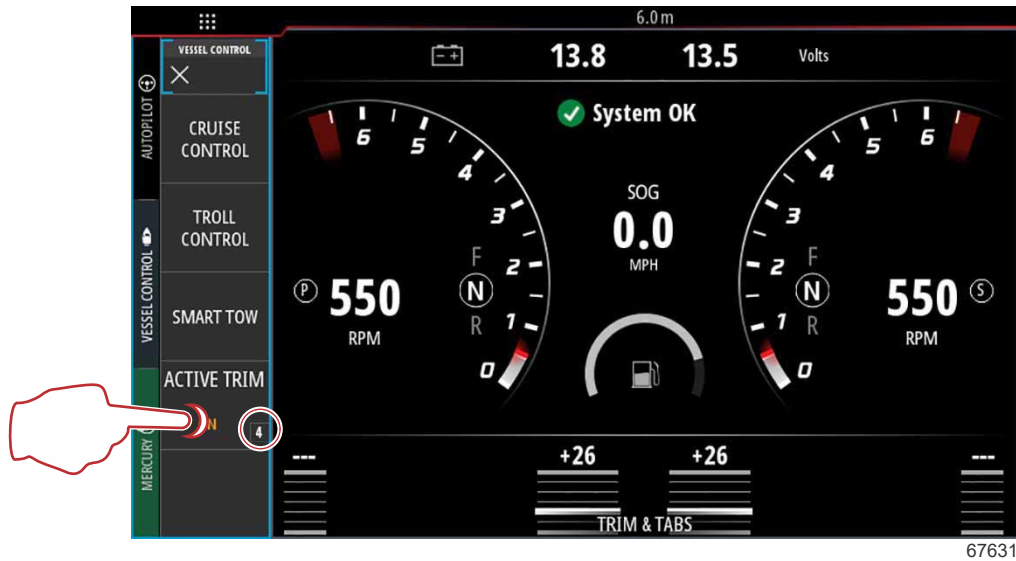 6.0 m
VESSEL CONTROL
13.8
13.5
Volts
AUTOPILOT
CRUISE
CONTROL
TROLL
CONTROL
SMART TOW
ACTIVE TRIM
4
VESSEL CONTROL
MERCURY
System OK
6
5
4
3
2
1
0
F
N
R
P
550
RPM
SOG
0.0
MPH
6
5
4
3
2
1
0
F
N
R
550
S
RPM
---
+26
+26
---
TRIM & TABS
67631